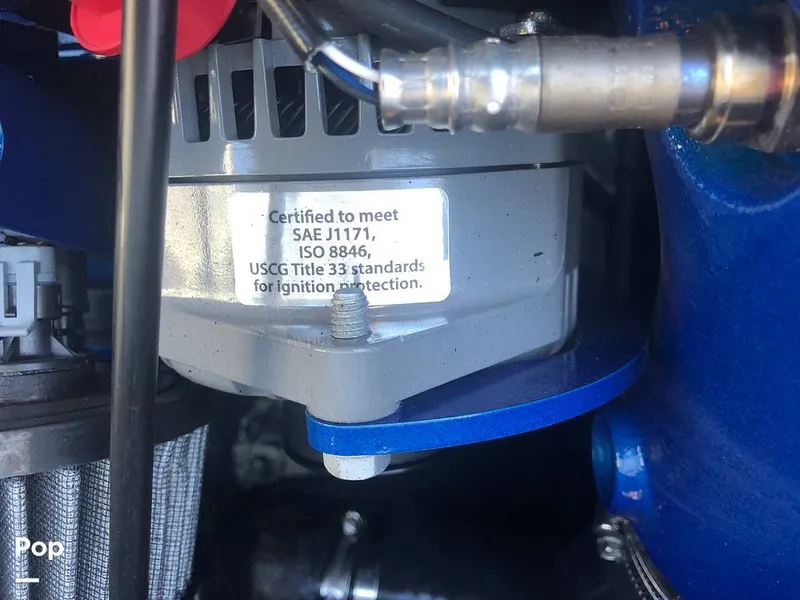 Certified to meet
SAE J1171,
ISO 8846,
USCG Title 33 standards
for ignition protection.
Pop